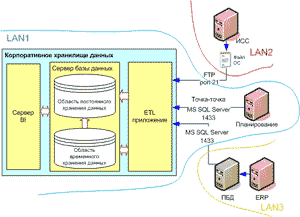 LAN1
Корпоративное хранилище данных
Сервер базы данных
Сервер
BI
Область постоянного
хранения данных
Область
временного
хранения данных
ETL
приложение
ИСС
train
ОС
LAN2
FTP
port 21
Точка-точка
MS SQL Server
1433
Планирование
MS SQL Server
1433
ПБД
ERP
LAN3